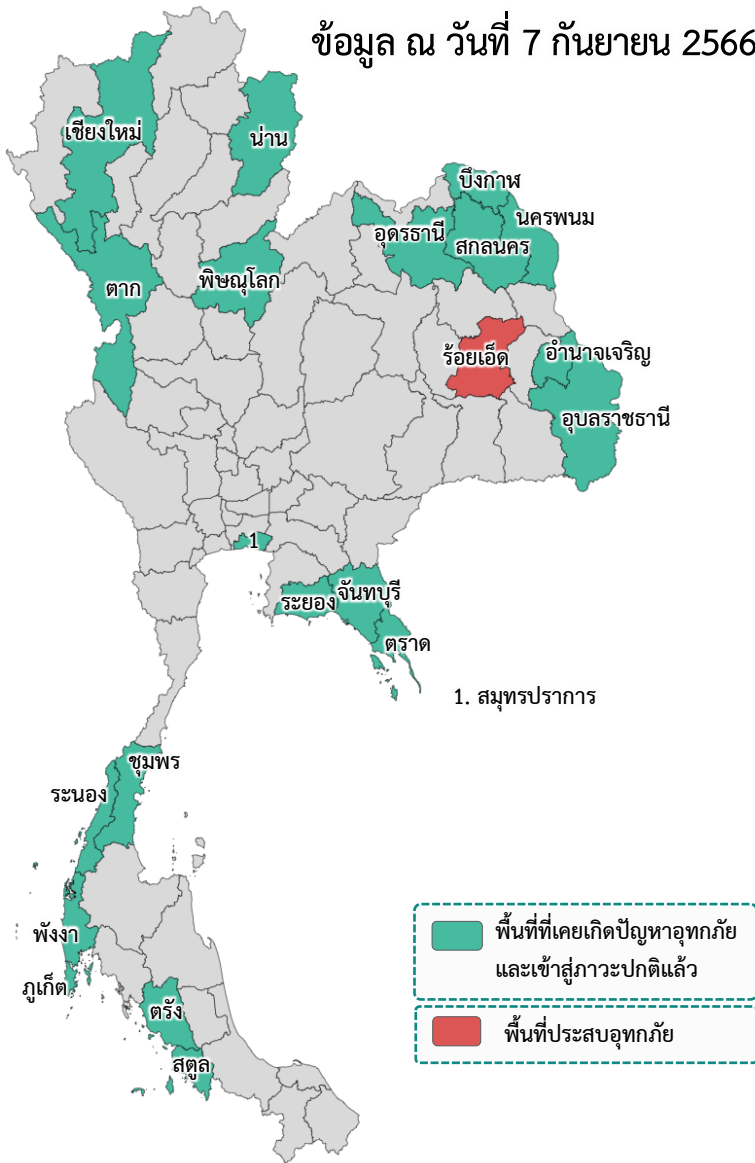 ข้อมูล ณ วันที่ 7 กันยายน 2566
เชียงใหม่
น่าน
บึงกาฬ
นครพนม
อุดรธานี
สกลนคร
ตาก
พิษณุโลก
ร้อยเอ็ด
อำนาจเจริญ
อุบลราชธานี
1
ระยอง
จันทบุรี
ตราด
1. สมุทรปราการ
ชุมพร
ระนอง
พังงา
ภูเก็ต
ตรัง
สตูล
พื้นที่ที่เคยเกิดปัญหาอุทกภัย
และเข้าสู่ภาวะปกติแล้ว
พื้นที่ประสบอุทกภัย